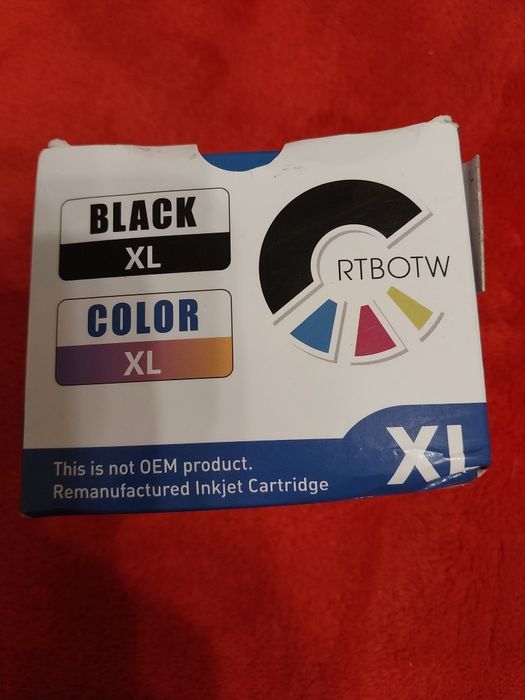 BLACK
XL
COLOR
XL
RTBOTW
This is not OEM product.
Remanufactured Inkjet Cartridge
XL